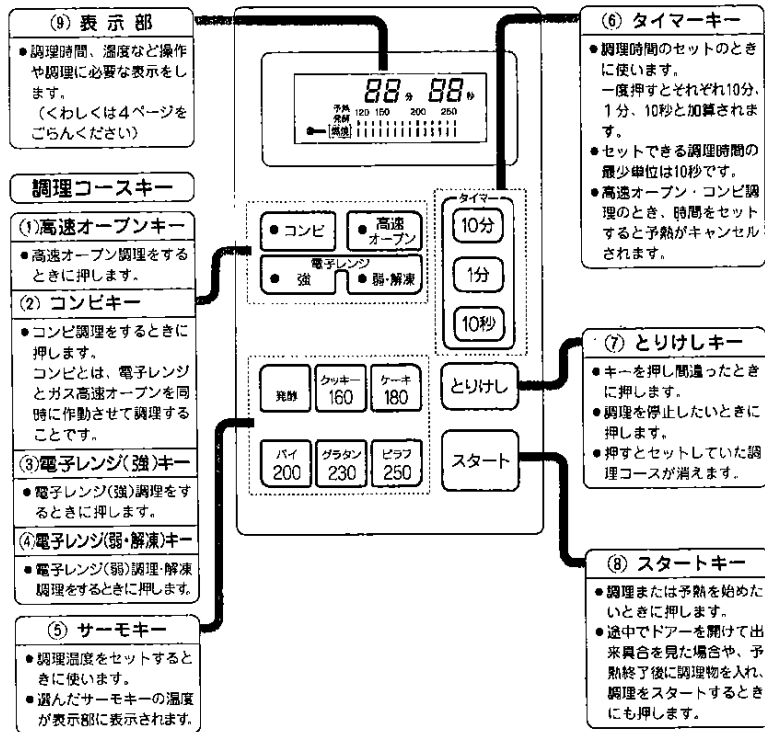 ⑨ 表示部
●調理時間、温度など操作
や調理に必要な表示をし
ます。
(くわしくは4ページを
ごらんください)
調理コースキー
⑴高速オーブンキー
●高速オーブン調理をする
ときに押します。
⑵ コンビキー
●コンビ調理をするときに
押します。
コンビとは、電子レンジ
とガス高速オーブンを同
時に作動させて調理する
ことです。
③電子レンジ(強)キー
●電子レンジ(強)調理をす
るときに押します。
④電子レンジ(弱・解凍)キー
●電子レンジ(弱)調理・解凍
調理をするときに押します。
⑤ サーモキー
●調理温度をセットすると
きに使います。
●選んだサーモキーの温度
が表示部に表示されます。
88分 88秒
予熱 120 150 200 250
発酵
燃焼
●コンビ
●高速
オーブン
電子レンジ
●強
●弱・解凍
タイマー
10分
1分
10秒
発酵
クッキー
160
ケーキ
180
パイ
200
グラタン
230
ピラフ
250
とりけし
スタート
⑥ タイマーキー
●調理時間のセットのとき
に使います。
一度押すとそれぞれ10分、
1分、10秒と加算されま
す。
●セットできる調理時間の
最少単位は10秒です。
●高速オーブン・コンビ調
理のとき、時間をセット
すると予熱がキャンセル
されます。
⑦ とりけしキー
●キーを押し間違ったとき
に押します。
●調理を停止したいときに
押します。
●押すとセットしていた調
理コースが消えます。
⑧ スタートキー
●調理または予熱を始めた
いときに押します。
●途中でドアーを開けて出
来具合を見た場合や、予
熱終了後に調理物を入れ、
調理をスタートするとき
にも押します。